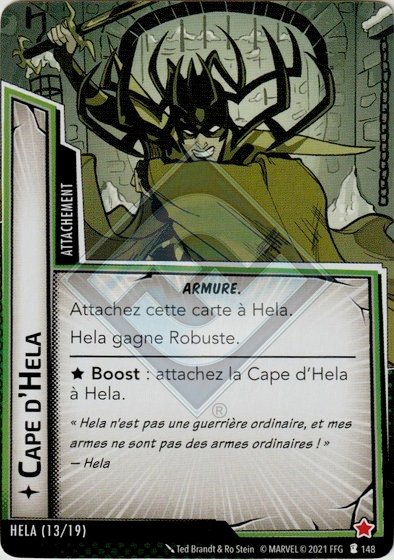 ATTACHEMENT
CAPE D'HELA
ARMURE.
Attachez cette carte à Hela.
Hela gagne Robuste.
★ Boost : attachez la Cape d'Hela
à Hela.
« Hela n'est pas une guerrière ordinaire, et mes
armes ne sont pas des armes ordinaires ! »
– Hela
HELA (13/19)
Ted Brandt & Ro Stein © MARVEL © 2021 FFG 148
®